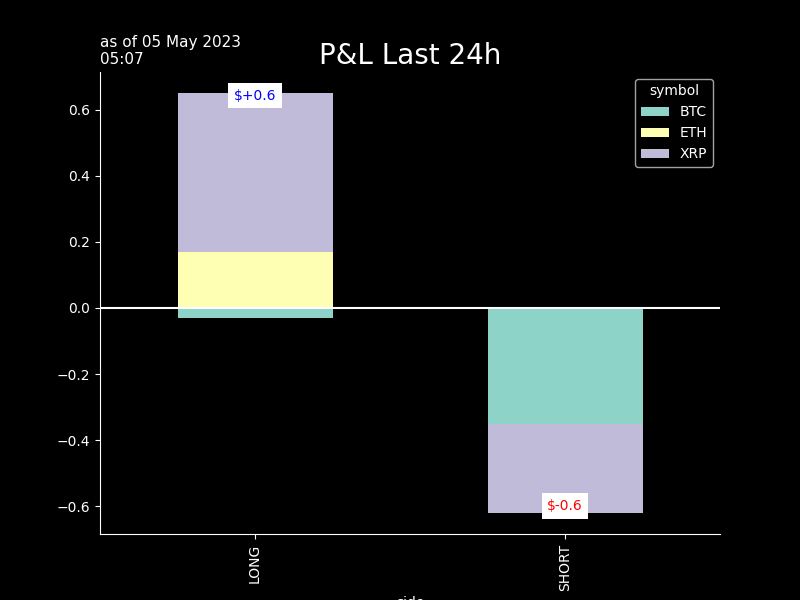 as of 05 May 2023
05:07
P&L Last 24h
symbol
BTC
ETH
XRP
$+0.6
$-0.6
0.6
0.4
0.2
0.0
−0.2
−0.4
−0.6
LONG
SHORT
side